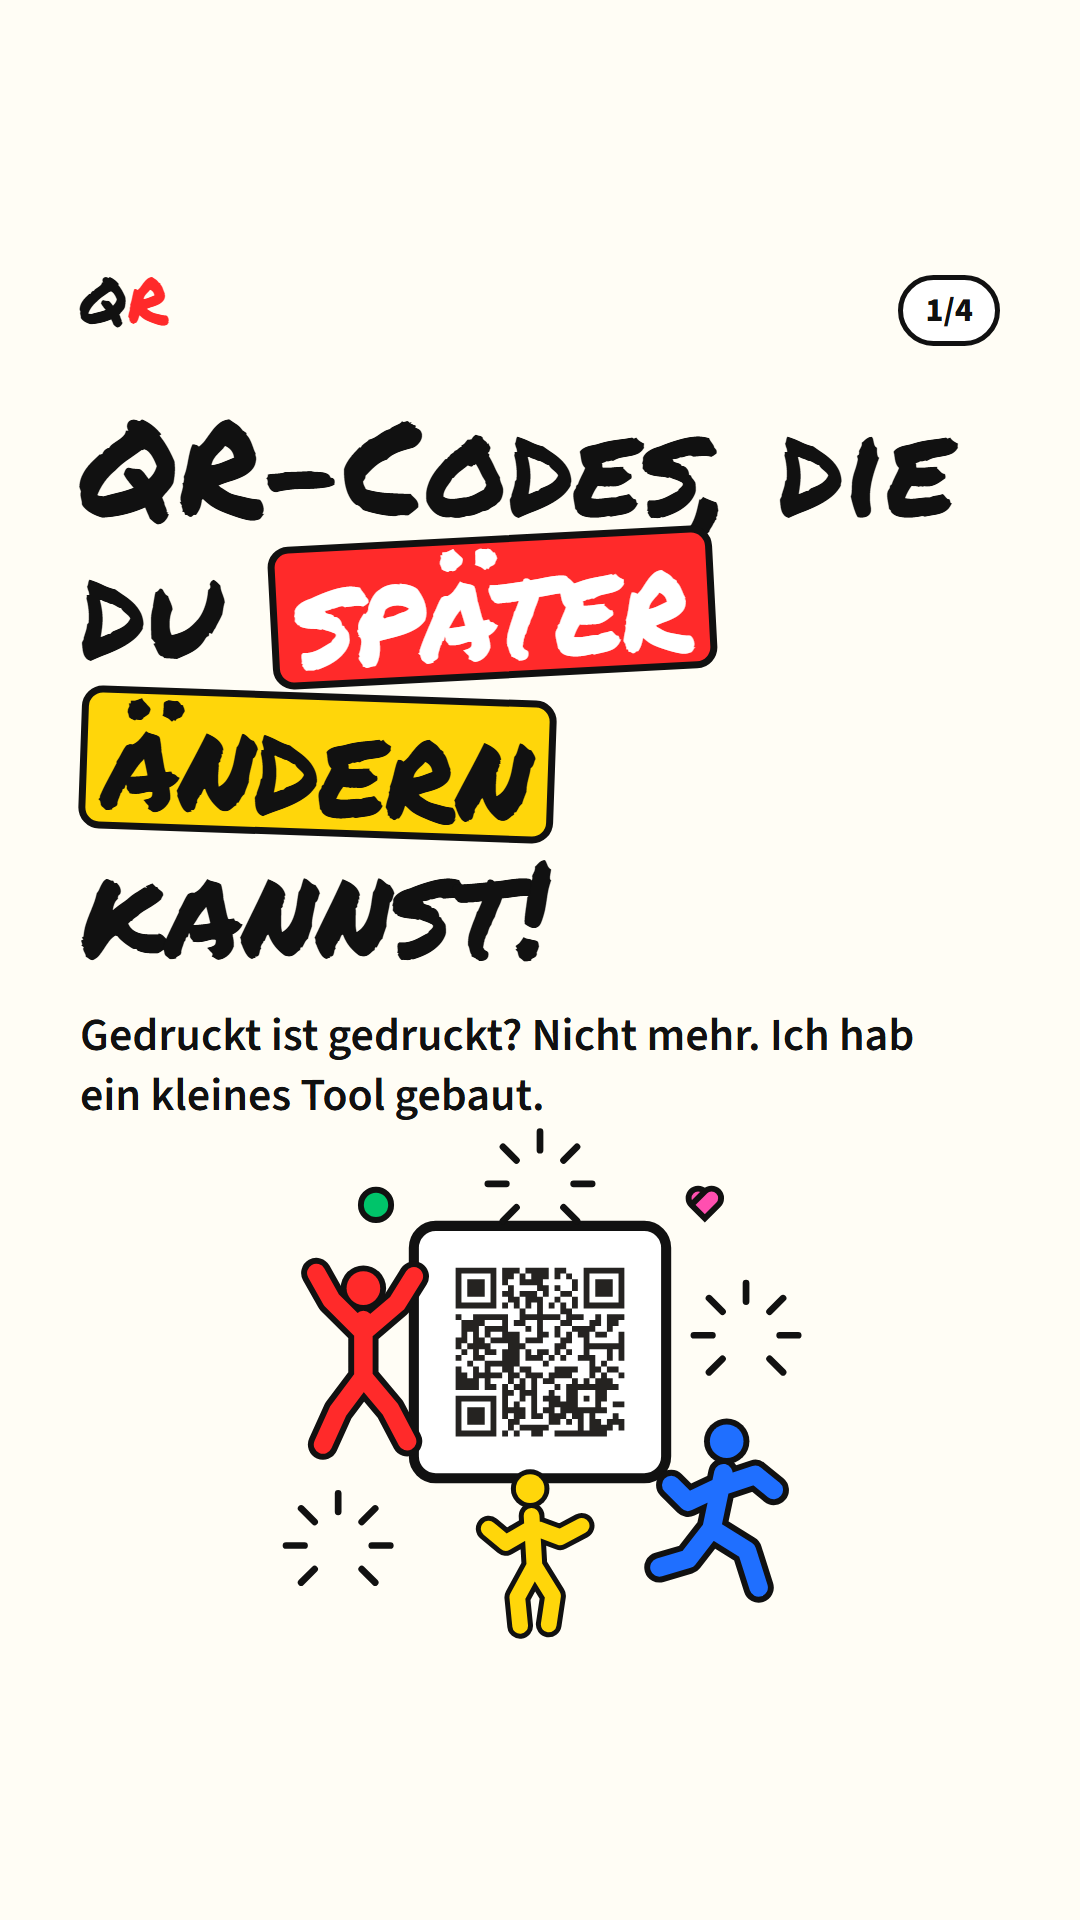 QR
1/4
QR-Codes, die
du später
ändern
kannst!
Gedruckt ist gedruckt? Nicht mehr. Ich hab
ein kleines Tool gebaut.